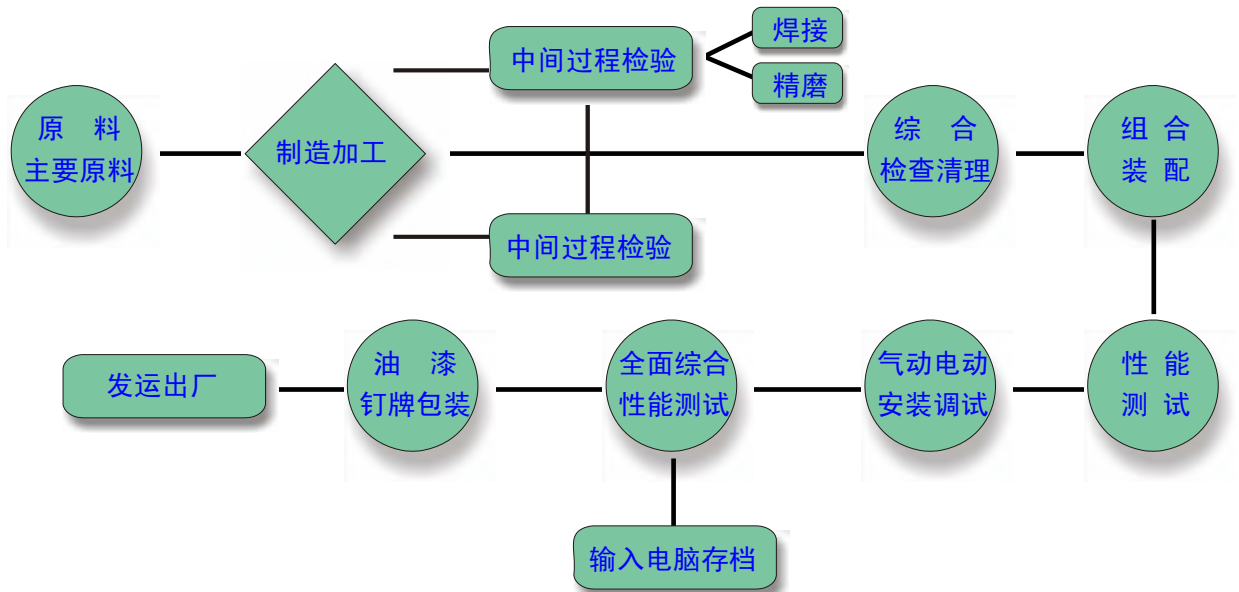 中间过程检验
焊接
精磨
原 料
主要原料
制造加工
综 合
检查清理
组 合
装 配
中间过程检验
发运出厂
油 漆
钉牌包装
全面综合
性能测试
气动电动
安装调试
性 能
测 试
输入电脑存档